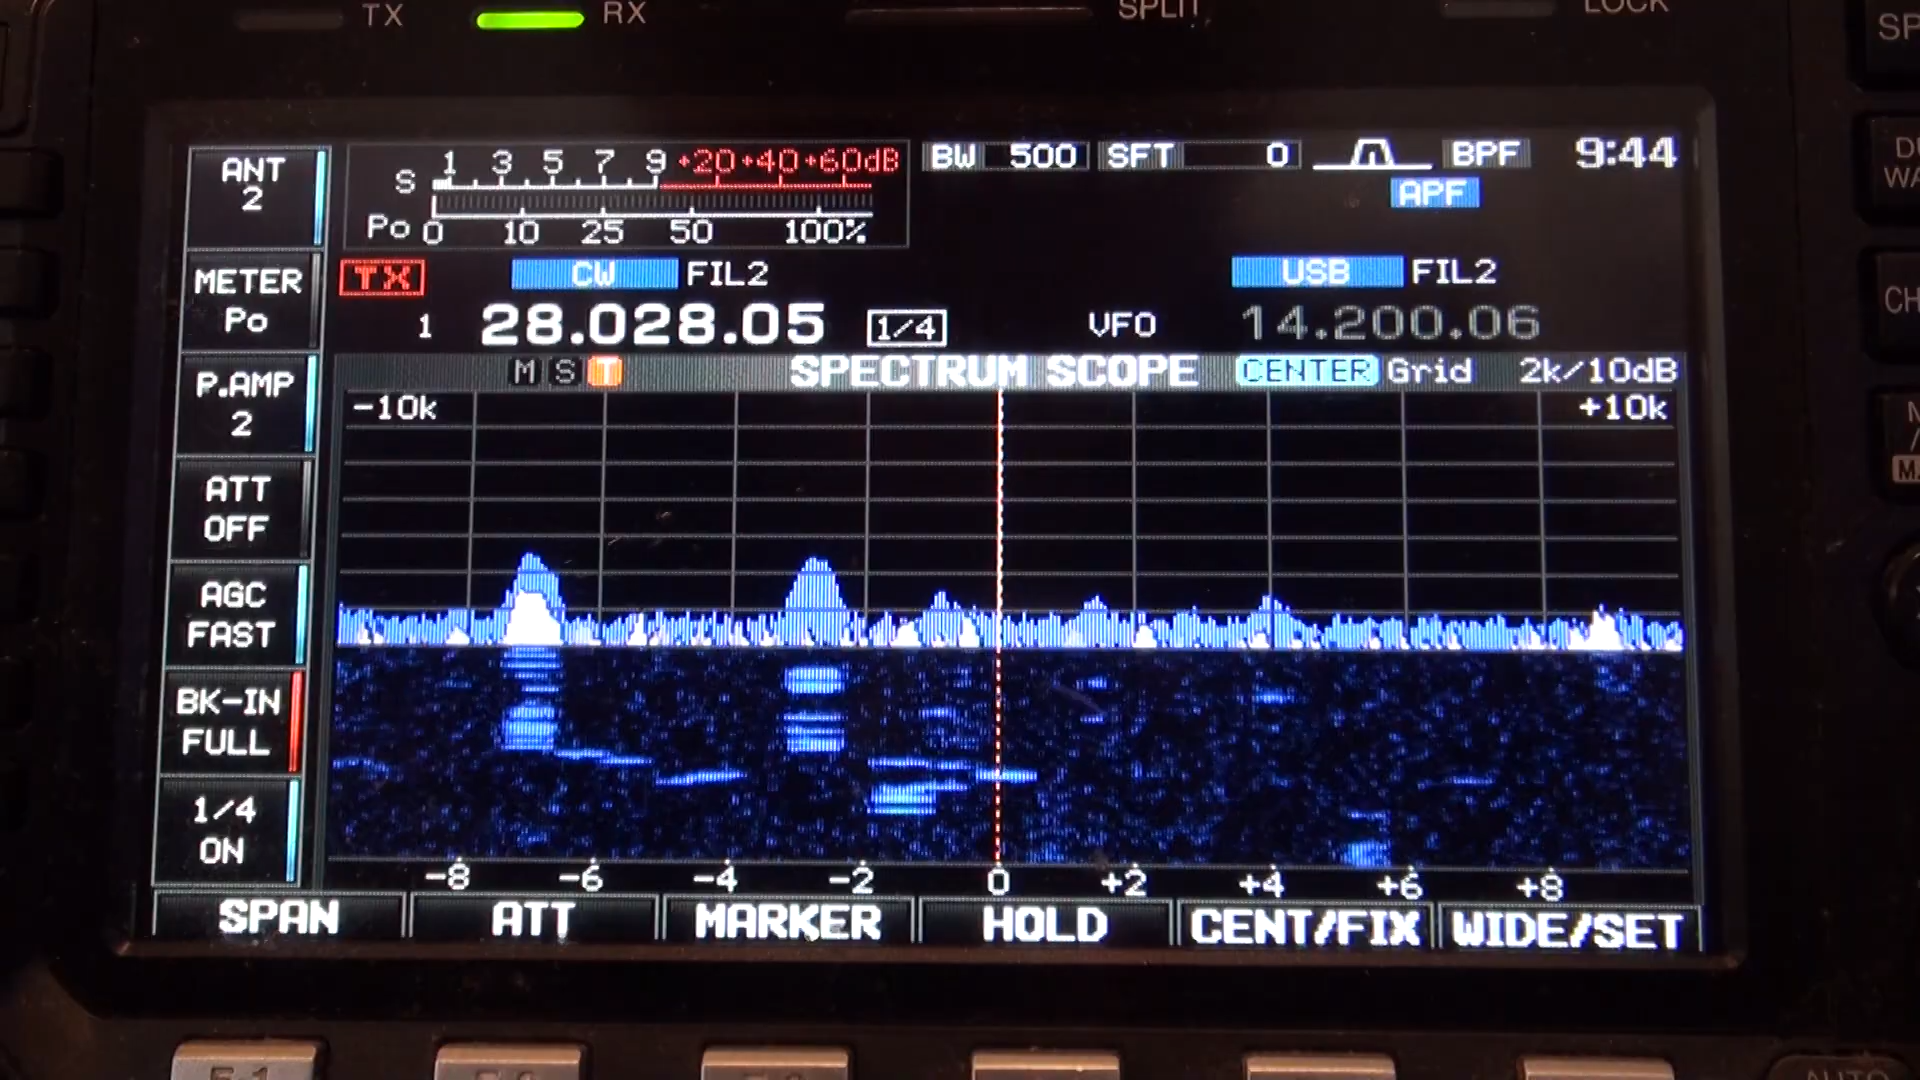 TX RX SPLIT LOCK
ANT
2
S 1 3 5 7 9 +20+40+60dB
Po 0 10 25 50 100%
BW 500 SFT 0 BPF 9:44
APF
METER
Po
TX CW FIL2 USB FIL2
1 28.028.05 1/4 VFO 14.200.06
M S T SPECTRUM SCOPE CENTER Grid 2k/10dB
-10k +10k
P.AMP
2
ATT
OFF
AGC
FAST
BK-IN
FULL
1/4
ON
-8 -6 -4 -2 0 +2 +4 +6 +8
SPAN ATT MARKER HOLD CENT/FIX WIDE/SET